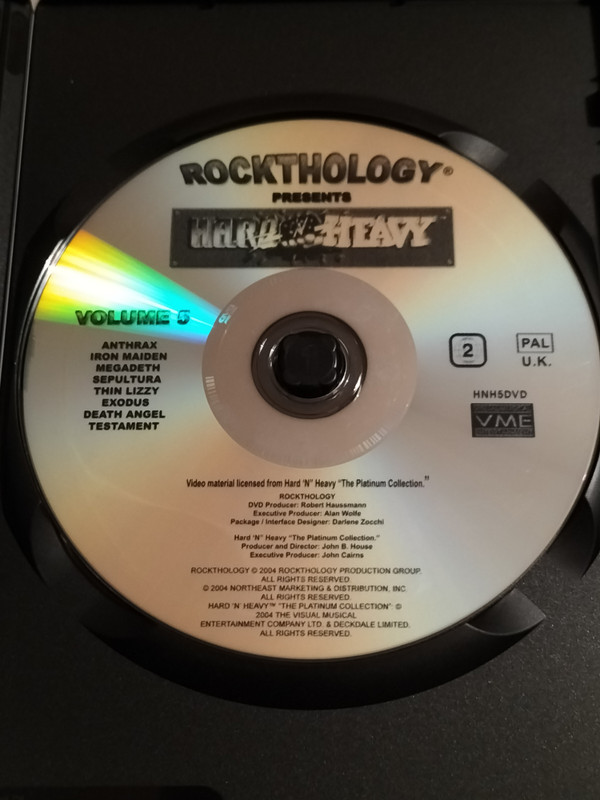 ROCKTHOLOGY®
PRESENTS
HARD 'N' HEAVY
VOLUME 5
ANTHRAX
IRON MAIDEN
MEGADETH
SEPULTURA
THIN LIZZY
EXODUS
DEATH ANGEL
TESTAMENT
2
PAL
U.K.
HNH5DVD
VME
Video material licensed from Hard 'N' Heavy "The Platinum Collection."
ROCKTHOLOGY
DVD Producer: Robert Haussmann
Executive Producer: Alan Wolfe
Package / Interface Designer: Darlene Zocchi
Hard 'N' Heavy "The Platinum Collection."
Producer and Director: John B. House
Executive Producer: John Cairns
ROCKTHOLOGY © 2004 ROCKTHOLOGY PRODUCTION GROUP.
ALL RIGHTS RESERVED.
© 2004 NORTHEAST MARKETING & DISTRIBUTION, INC.
ALL RIGHTS RESERVED.
HARD 'N' HEAVY™ "THE PLATINUM COLLECTION": ©
2004 THE VISUAL MUSICAL
ENTERTAINMENT COMPANY LTD. & DECKDALE LIMITED.
ALL RIGHTS RESERVED.